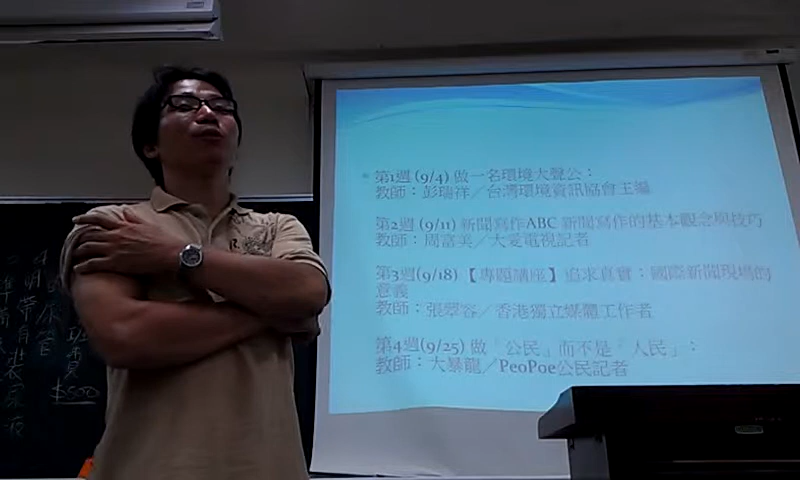 第1週 (9/4) 做一名環境大聲公：
教師：彭瑞祥／台灣環境資訊協會主編
第2週 (9/11) 新聞寫作ABC 新聞寫作的基本觀念與技巧
教師：周富美／大愛電視記者
第3週(9/18)【專題講座】追求真實：國際新聞現場的
意義
教師：張翠容／香港獨立媒體工作者
第4週(9/25) 做「公民」而不是「人民」：
教師：大暴龍／PeoPoe公民記者
明帶有
班費
$500